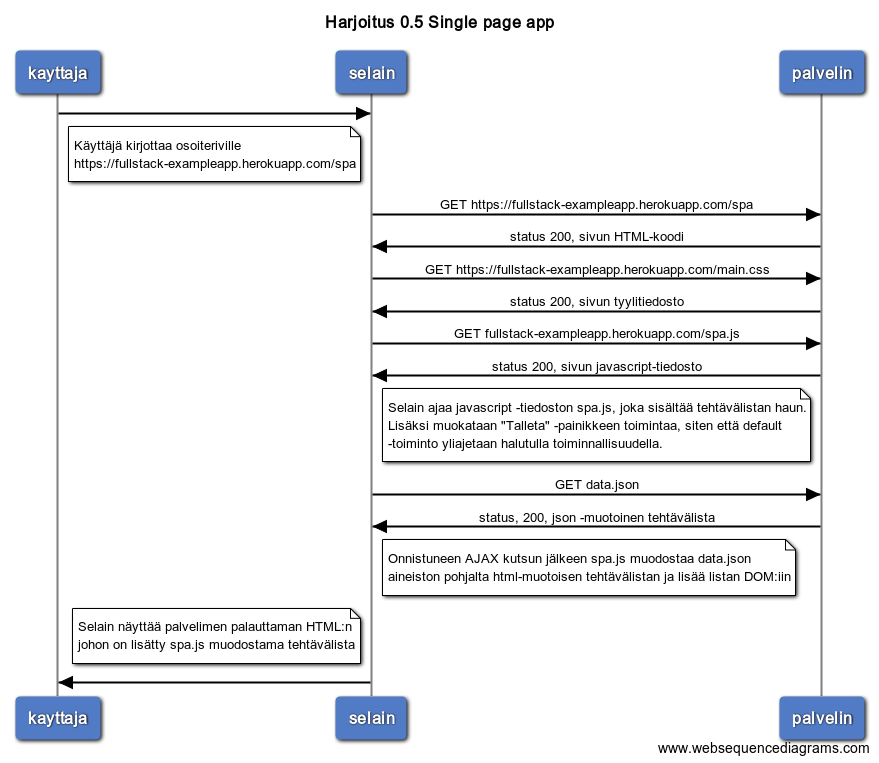 Harjoitus 0.5 Single page app
kayttaja
selain
palvelin
Käyttäjä kirjottaa osoiteriville
https://fullstack-exampleapp.herokuapp.com/spa
GET https://fullstack-exampleapp.herokuapp.com/spa
status 200, sivun HTML-koodi
GET https://fullstack-exampleapp.herokuapp.com/main.css
status 200, sivun tyylitiedosto
GET fullstack-exampleapp.herokuapp.com/spa.js
status 200, sivun javascript-tiedosto
Selain ajaa javascript -tiedoston spa.js, joka sisältää tehtävälistan haun.
Lisäksi muokataan "Talleta" -painikkeen toimintaa, siten että default
-toiminto yliajetaan halutulla toiminnallisuudella.
GET data.json
status, 200, json -muotoinen tehtävälista
Onnistuneen AJAX kutsun jälkeen spa.js muodostaa data.json
aineiston pohjalta html-muotoisen tehtävälistan ja lisää listan DOM:iin
Selain näyttää palvelimen palauttaman HTML:n
johon on lisätty spa.js muodostama tehtävälista
kayttaja
selain
palvelin
www.websequencediagrams.com